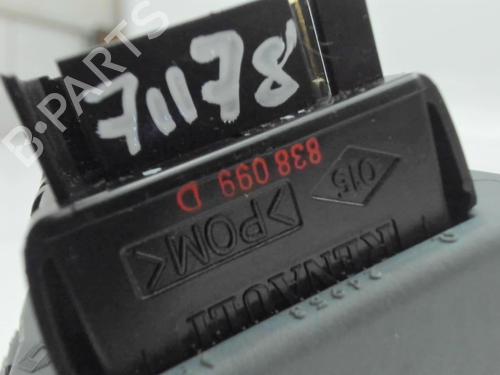 B-PARTS
71178
838 099 D
015
>POM<
RENAULT